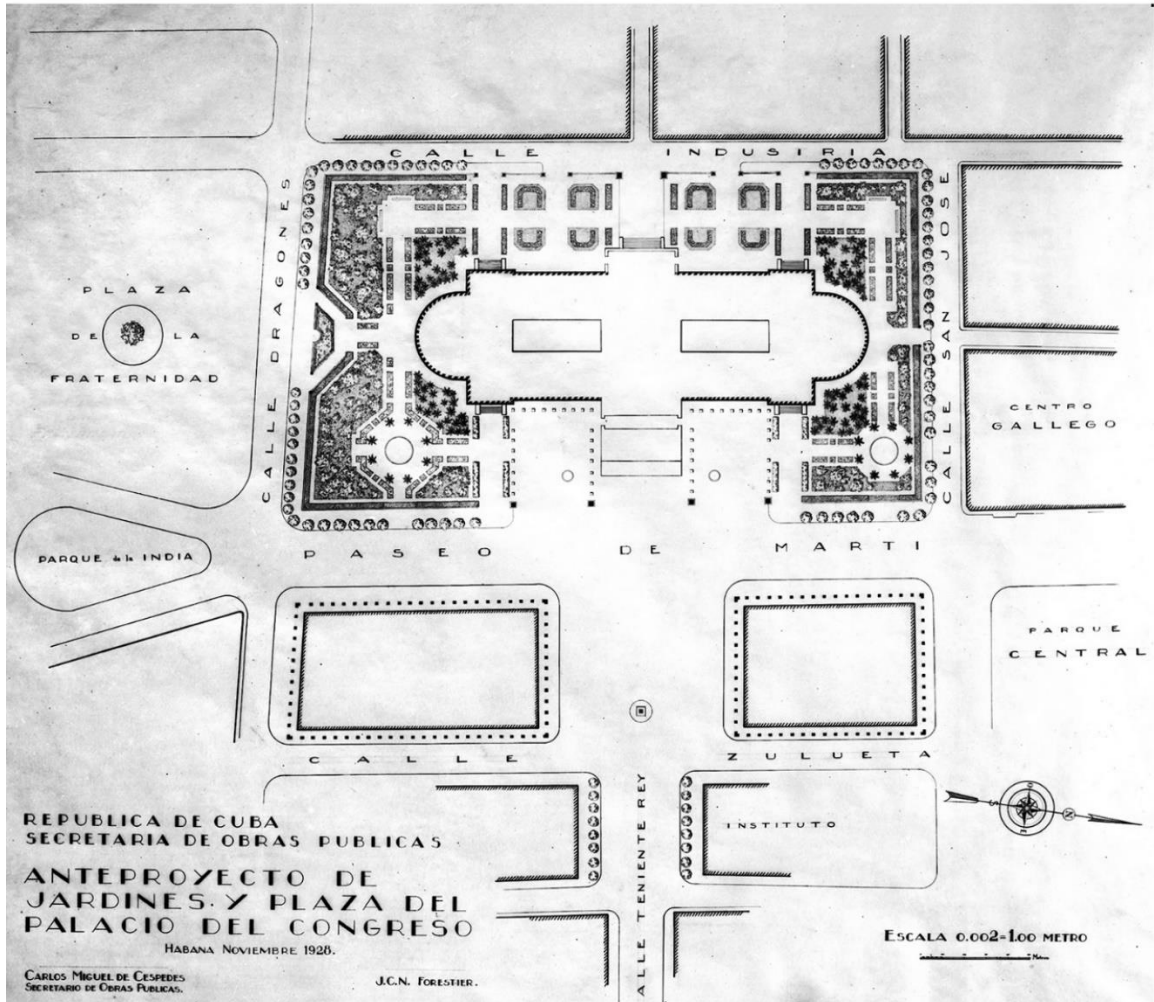 CALLE INDUSTRIA
CALLE DRAGONES
CALLE SAN JOSE
PLAZA
DE LA
FRATERNIDAD
CENTRO
GALLEGO
PARQUE de la INDIA
PASEO DE MARTI
PARQUE
CENTRAL
CALLE ZULUETA
ALLE TENIENTE REY
INSTITUTO
S
N
O
E
REPUBLICA DE CUBA
SECRETARIA DE OBRAS PUBLICAS
ANTEPROYECTO DE
JARDINES. Y PLAZA DEL
PALACIO DEL CONGRESO
HABANA NOVIEMBRE 1928.
CARLOS MIGUEL DE CESPEDES
SECRETARIO DE OBRAS PUBLICAS.
J.C.N. FORESTIER.
ESCALA 0.002=1.00 METRO